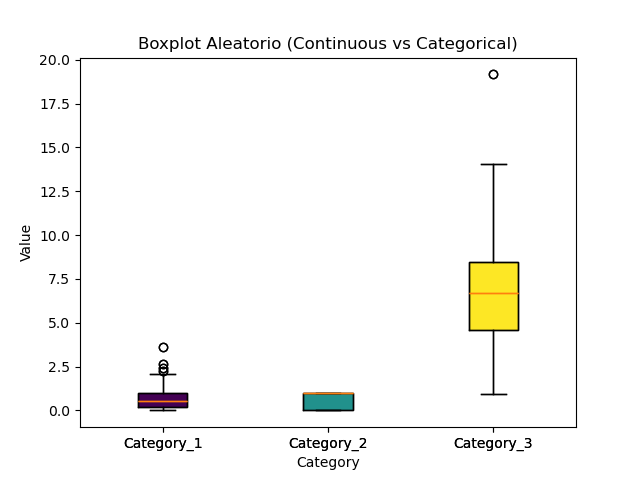 Boxplot Aleatorio (Continuous vs Categorical)
20.0
17.5
15.0
12.5
10.0
7.5
5.0
2.5
0.0
Value
Category_1
Category_2
Category_3
Category